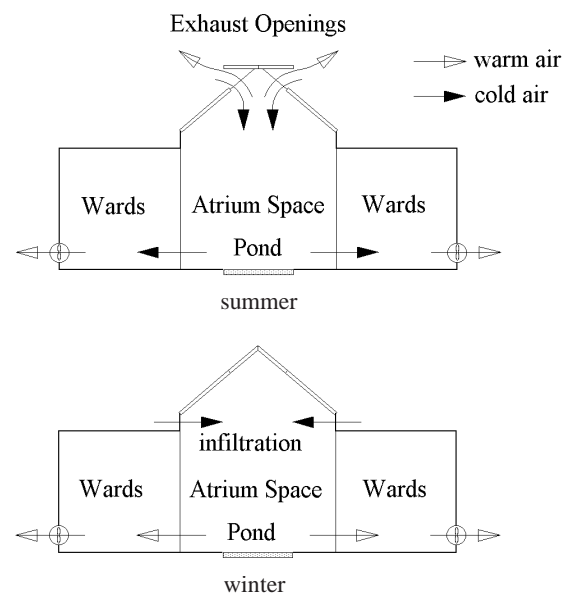 Exhaust Openings
warm air
cold air
Wards
Atrium Space
Wards
Pond
summer
infiltration
Wards
Atrium Space
Wards
Pond
winter